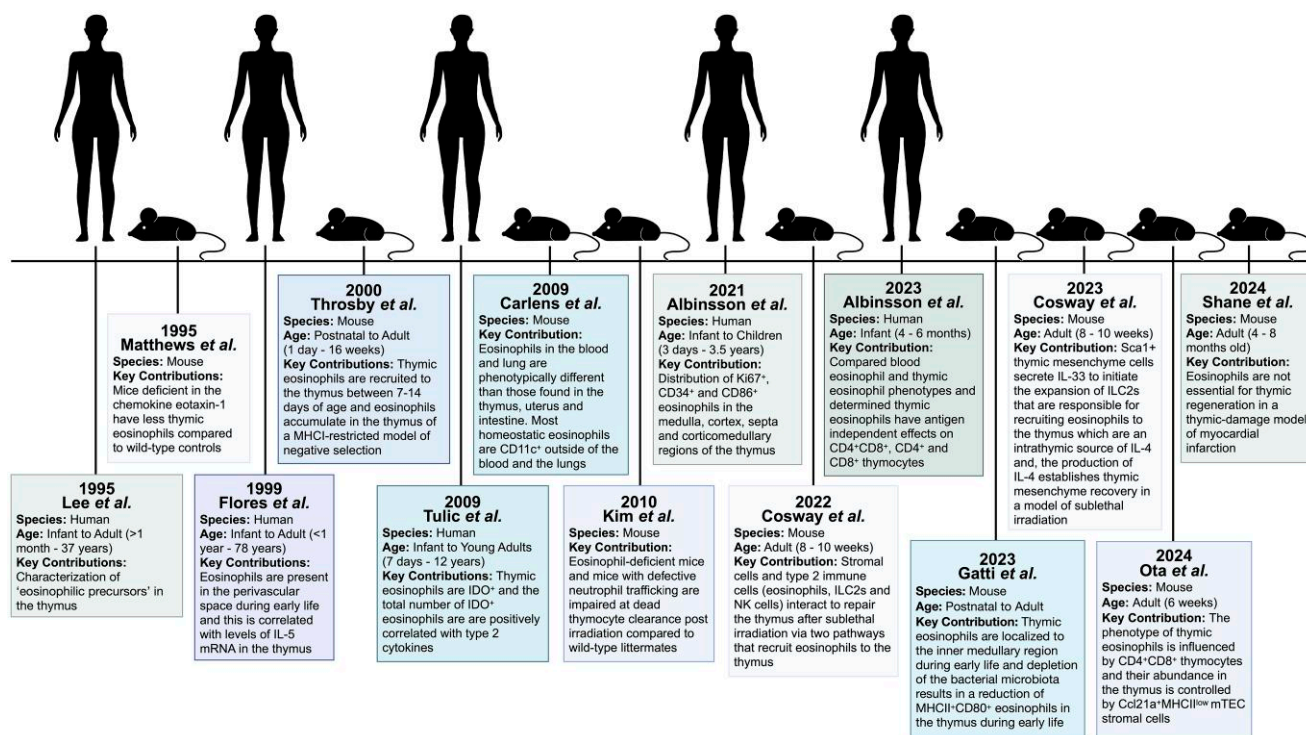 1995
Lee et al.
Species: Human
Age: Infant to Adult (>1
month - 37 years)
Key Contributions:
Characterization of
‘eosinophilic precursors’ in
the thymus
1995
Matthews et al.
Species: Mouse
Key Contributions:
Mice deficient in the
chemokine eotaxin-1
have less thymic
eosinophils compared
to wild-type controls
1999
Flores et al.
Species: Human
Age: Infant to Adult (<1
year - 78 years)
Key Contributions:
Eosinophils are present
in the perivascular
space during early life
and this is correlated
with levels of IL-5
mRNA in the thymus
2000
Throsby et al.
Species: Mouse
Age: Postnatal to Adult
(1 day - 16 weeks)
Key Contributions: Thymic
eosinophils are recruited to
the thymus between 7-14
days of age and eosinophils
accumulate in the thymus of
a MHCI-restricted model of
negative selection
2009
Tulic et al.
Species: Human
Age: Infant to Young Adults
(7 days - 12 years)
Key Contributions: Thymic
eosinophils are IDO⁺ and the
total number of IDO⁺
eosinophils are are positively
correlated with type 2
cytokines
2009
Carlens et al.
Species: Mouse
Key Contribution:
Eosinophils in the blood
and lung are
phenotypically different
than those found in the
thymus, uterus and
intestine. Most
homeostatic eosinophils
are CD11c⁺ outside of the
blood and the lungs
2010
Kim et al.
Species: Mouse
Key Contribution:
Eosinophil-deficient mice
and mice with defective
neutrophil trafficking are
impaired at dead
thymocyte clearance post
irradiation compared to
wild-type littermates
2021
Albinsson et al.
Species: Human
Age: Infant to Children
(3 days - 3.5 years)
Key Contribution:
Distribution of Ki67⁺,
CD34⁺ and CD86⁺
eosinophils in the
medulla, cortex, septa
and corticomedullary
regions of the thymus
2022
Cosway et al.
Species: Mouse
Age: Adult (8 - 10 weeks)
Key Contribution: Stromal
cells and type 2 immune
cells (eosinophils, ILC2s and
NK cells) interact to repair
the thymus after sublethal
irradiation via two pathways
that recruit eosinophils to the
thymus
2023
Albinsson et al.
Species: Human
Age: Infant (4 - 6 months)
Key Contribution:
Compared blood
eosinophil and thymic
eosinophil phenotypes and
determined thymic
eosinophils have antigen
independent effects on
CD4⁺CD8⁺, CD4⁺ and
CD8⁺ thymocytes
2023
Gatti et al.
Species: Mouse
Age: Postnatal to Adult
Key Contribution: Thymic
eosinophils are localized to
the inner medullary region
during early life and depletion
of the bacterial microbiota
results in a reduction of
MHCII⁺CD80⁺ eosinophils in
the thymus during early life
2023
Cosway et al.
Species: Mouse
Age: Adult (8 - 10 weeks)
Key Contribution: Sca1+
thymic mesenchyme cells
secrete IL-33 to initiate
the expansion of ILC2s
that are responsible for
recruiting eosinophils to
the thymus which are an
intrathymic source of IL-4
and, the production of
IL-4 establishes thymic
mesenchyme recovery in
a model of sublethal
irradiation
2024
Ota et al.
Species: Mouse
Age: Adult (6 weeks)
Key Contribution: The
phenotype of thymic
eosinophils is influenced
by CD4⁺CD8⁺ thymocytes
and their abundance in
the thymus is controlled
by Ccl21a⁺MHCIIˡᵒʷ mTEC
stromal cells
2024
Shane et al.
Species: Mouse
Age: Adult (4 - 8
months old)
Key Contribution:
Eosinophils are not
essential for thymic
regeneration in a
thymic-damage model
of myocardial
infarction